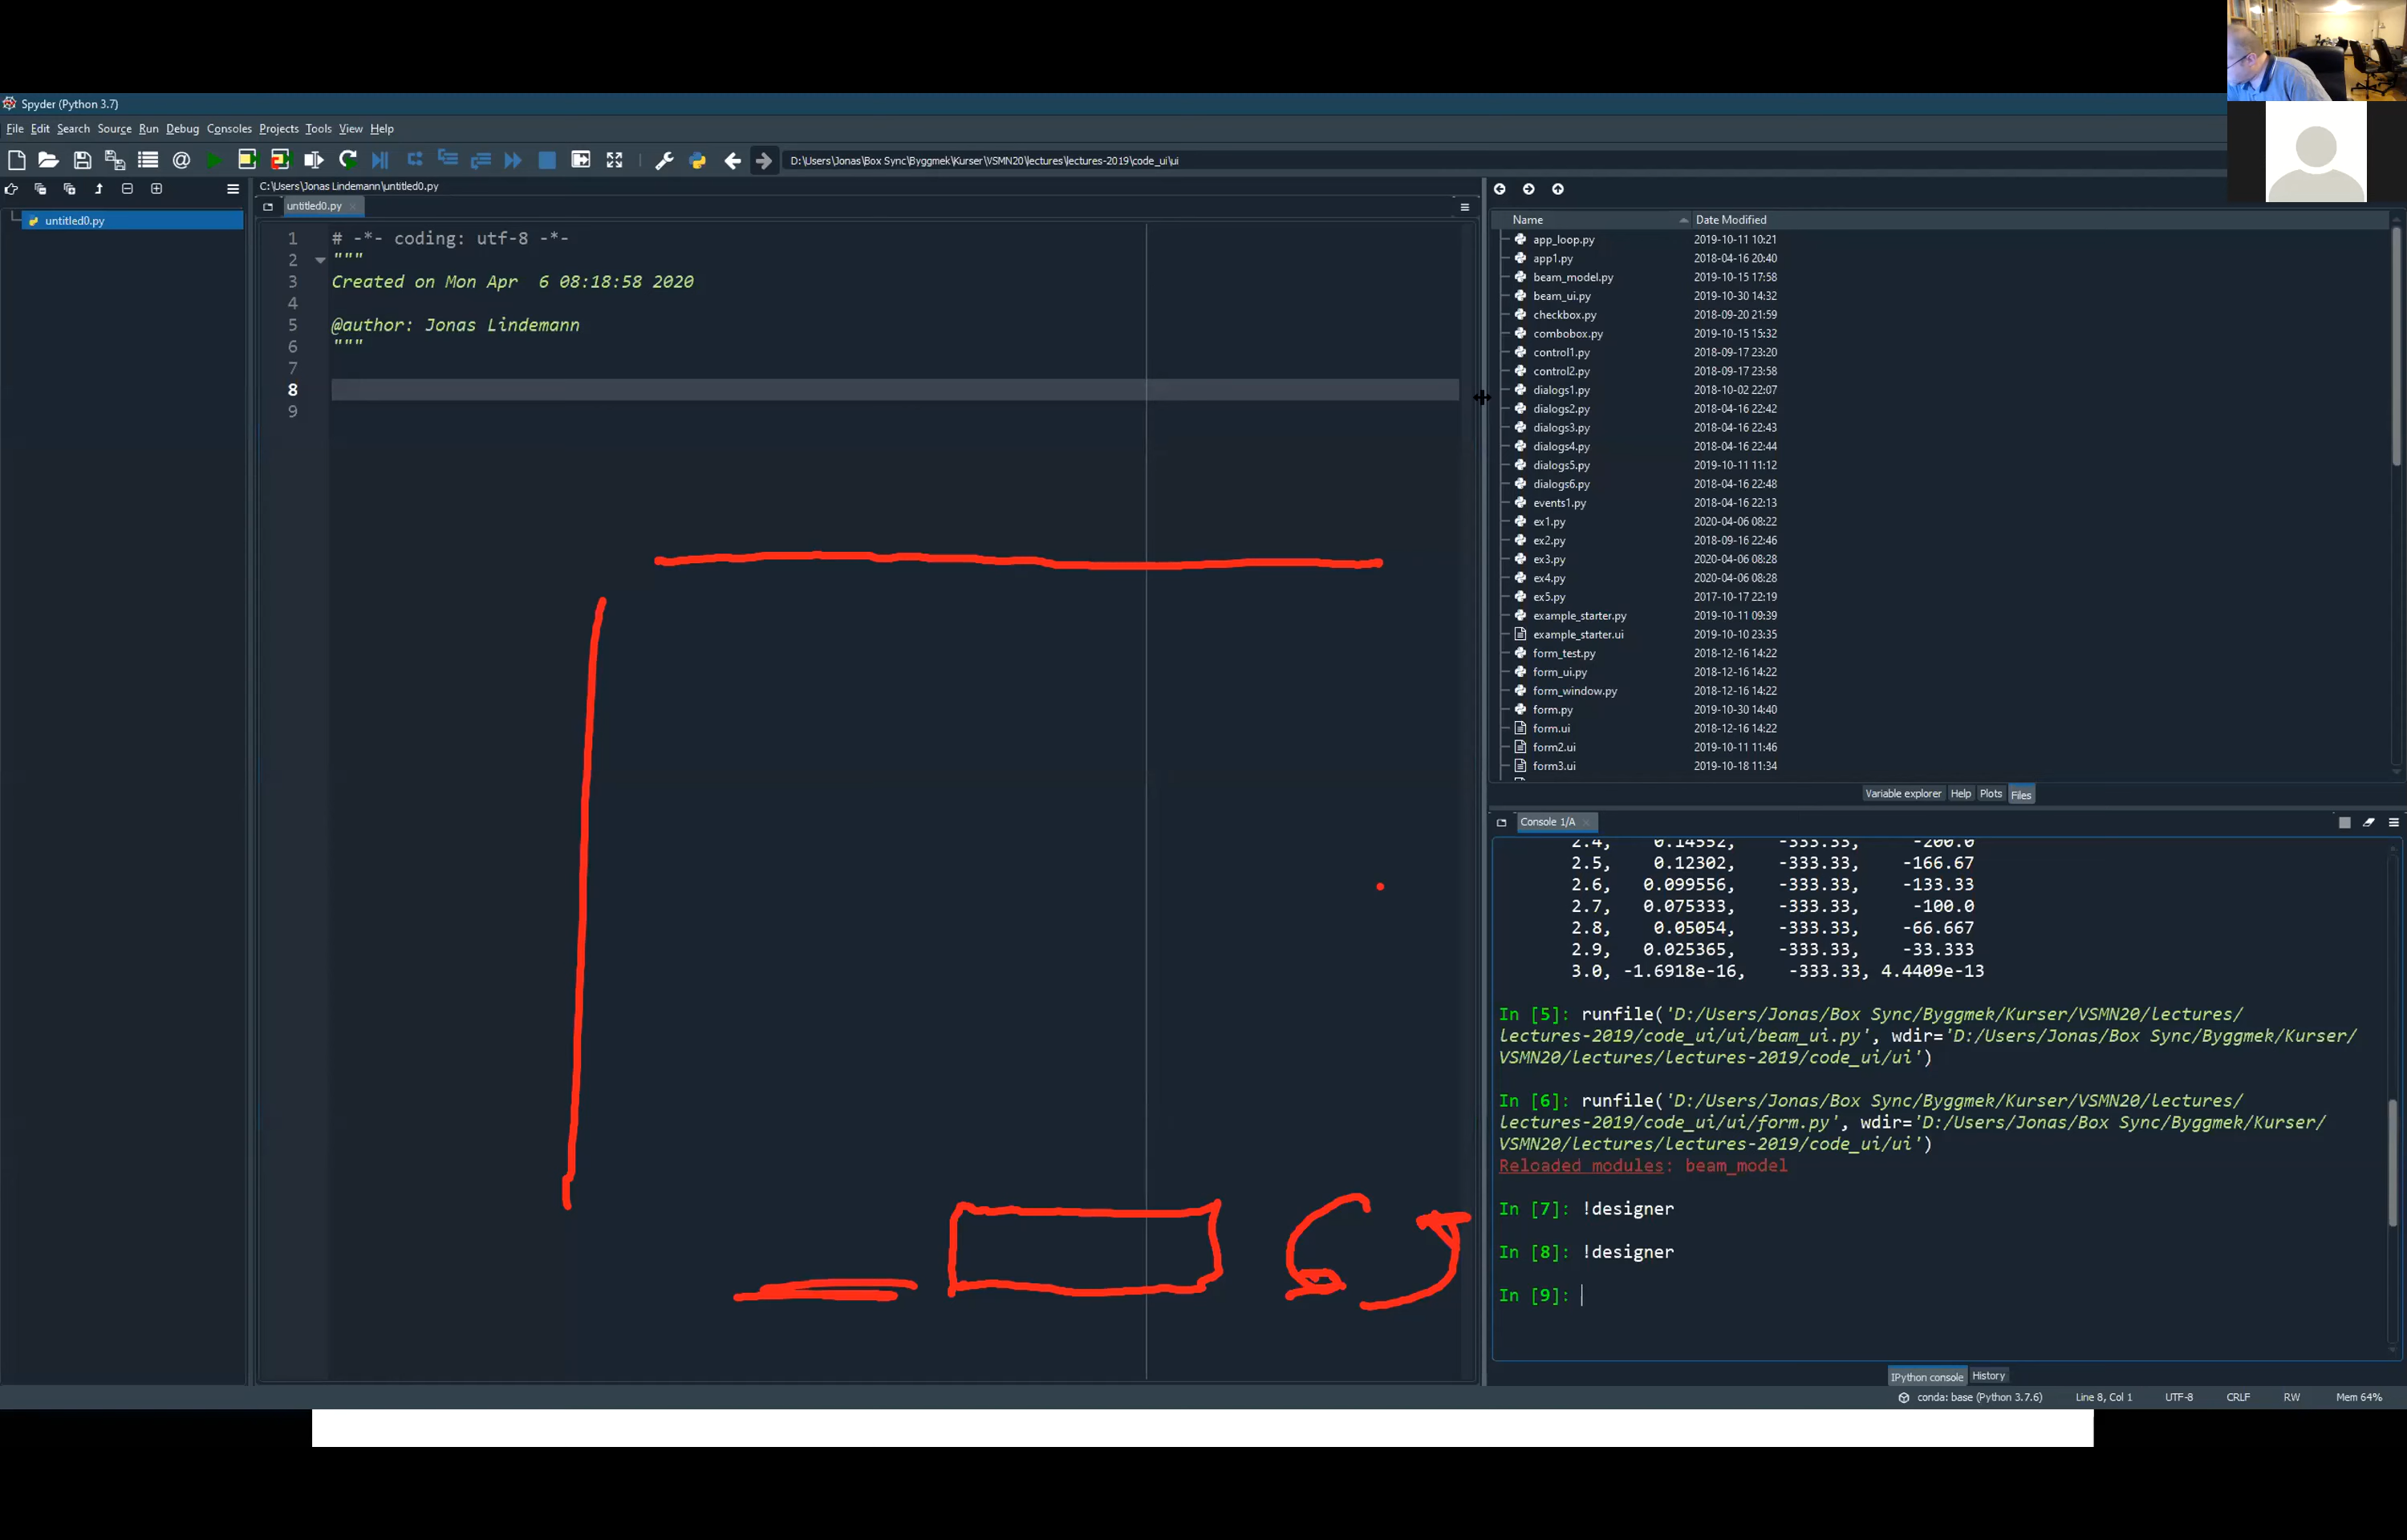 Spyder (Python 3.7)
File Edit Search Source Run Debug Consoles Projects Tools View Help
D:\Users\Jonas\Box Sync\Byggmek\Kurser\VSMN20\lectures\lectures-2019\code_ui\ui
C:\Users\Jonas Lindemann\untitled0.py
untitled0.py
untitled0.py
1 # -*- coding: utf-8 -*-
2 """
3 Created on Mon Apr  6 08:18:58 2020
4
5 @author: Jonas Lindemann
6 """
7
8
9
Name Date Modified
app_loop.py 2019-10-11 10:21
app1.py 2018-04-16 20:40
beam_model.py 2019-10-15 17:58
beam_ui.py 2019-10-30 14:32
checkbox.py 2018-09-20 21:59
combobox.py 2019-10-15 15:32
control1.py 2018-09-17 23:20
control2.py 2018-09-17 23:58
dialogs1.py 2018-10-02 22:07
dialogs2.py 2018-04-16 22:42
dialogs3.py 2018-04-16 22:43
dialogs4.py 2018-04-16 22:44
dialogs5.py 2019-10-11 11:12
dialogs6.py 2018-04-16 22:48
events1.py 2018-04-16 22:13
ex1.py 2020-04-06 08:22
ex2.py 2018-09-16 22:46
ex3.py 2020-04-06 08:28
ex4.py 2020-04-06 08:28
ex5.py 2017-10-17 22:19
example_starter.py 2019-10-11 09:39
example_starter.ui 2019-10-10 23:35
form_test.py 2018-12-16 14:22
form_ui.py 2018-12-16 14:22
form_window.py 2018-12-16 14:22
form.py 2019-10-30 14:40
form.ui 2018-12-16 14:22
form2.ui 2019-10-11 11:46
form3.ui 2019-10-18 11:34
Variable explorer Help Plots Files
Console 1/A
2.4, 0.14552, -333.33, -200.0
2.5, 0.12302, -333.33, -166.67
2.6, 0.099556, -333.33, -133.33
2.7, 0.075333, -333.33, -100.0
2.8, 0.05054, -333.33, -66.667
2.9, 0.025365, -333.33, -33.333
3.0, -1.6918e-16, -333.33, 4.4409e-13
In [5]: runfile('D:/Users/Jonas/Box Sync/Byggmek/Kurser/VSMN20/lectures/
lectures-2019/code_ui/ui/beam_ui.py', wdir='D:/Users/Jonas/Box Sync/Byggmek/Kurser/
VSMN20/lectures/lectures-2019/code_ui/ui')
In [6]: runfile('D:/Users/Jonas/Box Sync/Byggmek/Kurser/VSMN20/lectures/
lectures-2019/code_ui/ui/form.py', wdir='D:/Users/Jonas/Box Sync/Byggmek/Kurser/
VSMN20/lectures/lectures-2019/code_ui/ui')
Reloaded modules: beam_model
In [7]: !designer
In [8]: !designer
In [9]:
IPython console History
conda: base (Python 3.7.6) Line 8, Col 1 UTF-8 CRLF RW Mem 64%